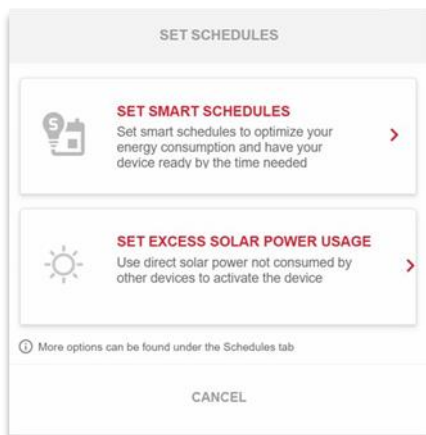 SET SCHEDULES
S
SET SMART SCHEDULES
Set smart schedules to optimize your
energy consumption and have your
device ready by the time needed
SET EXCESS SOLAR POWER USAGE
Use direct solar power not consumed by
other devices to activate the device
More options can be found under the Schedules tab
CANCEL